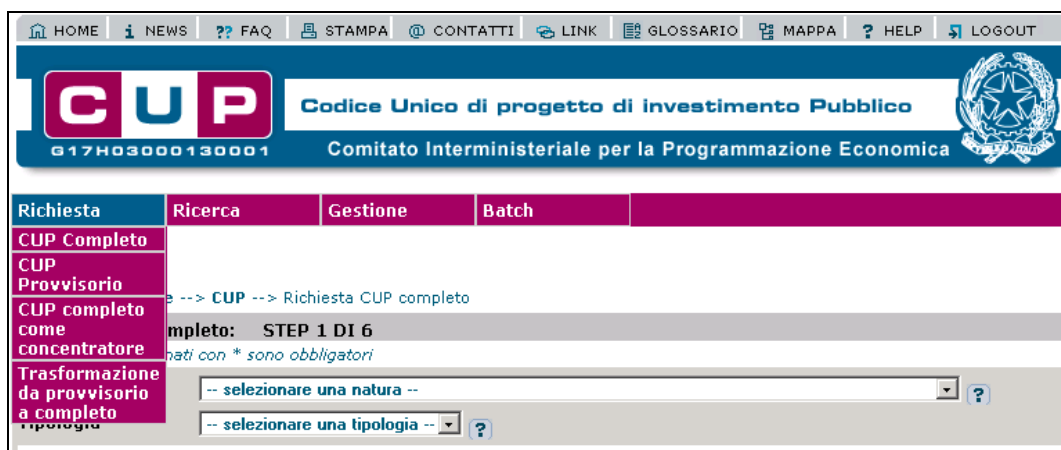 HOME i NEWS ?? FAQ STAMPA @ CONTATTI LINK GLOSSARIO MAPPA ? HELP LOGOUT
CUP
G17H03000130001
Codice Unico di progetto di investimento Pubblico
Comitato Interministeriale per la Programmazione Economica
Richiesta Ricerca Gestione Batch
CUP Completo
CUP
Provvisorio
CUP completo
come
concentratore
Trasformazione
da provvisorio
a completo
e --> CUP --> Richiesta CUP completo
mpleto: STEP 1 DI 6
nati con * sono obbligatori
-- selezionare una natura -- ?
Tipologia -- selezionare una tipologia -- ?